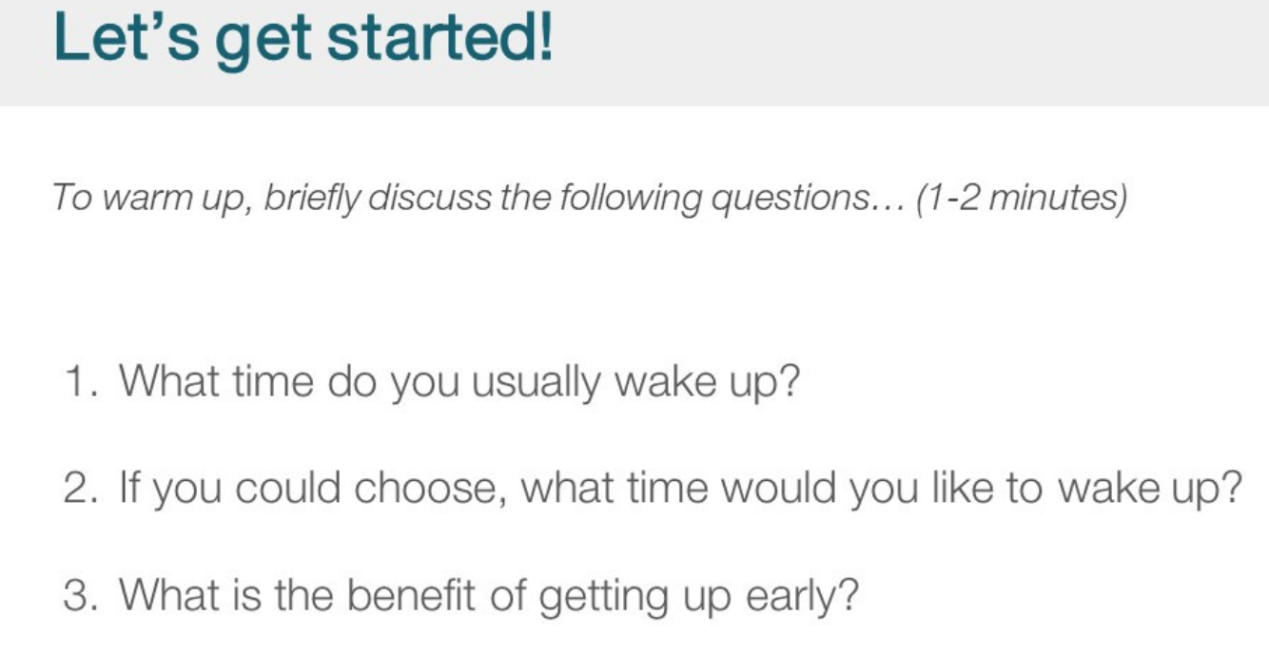 Let’s get started!
To warm up, briefly discuss the following questions… (1-2 minutes)
1. What time do you usually wake up?
2. If you could choose, what time would you like to wake up?
3. What is the benefit of getting up early?